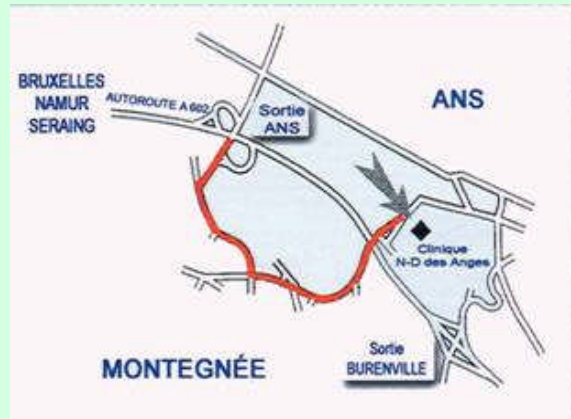 BRUXELLES
NAMUR
SERAING
AUTOROUTE A 602
Sortie
ANS
ANS
Clinique
N-D des Anges
MONTEGNÉE
Sortie
BURENVILLE